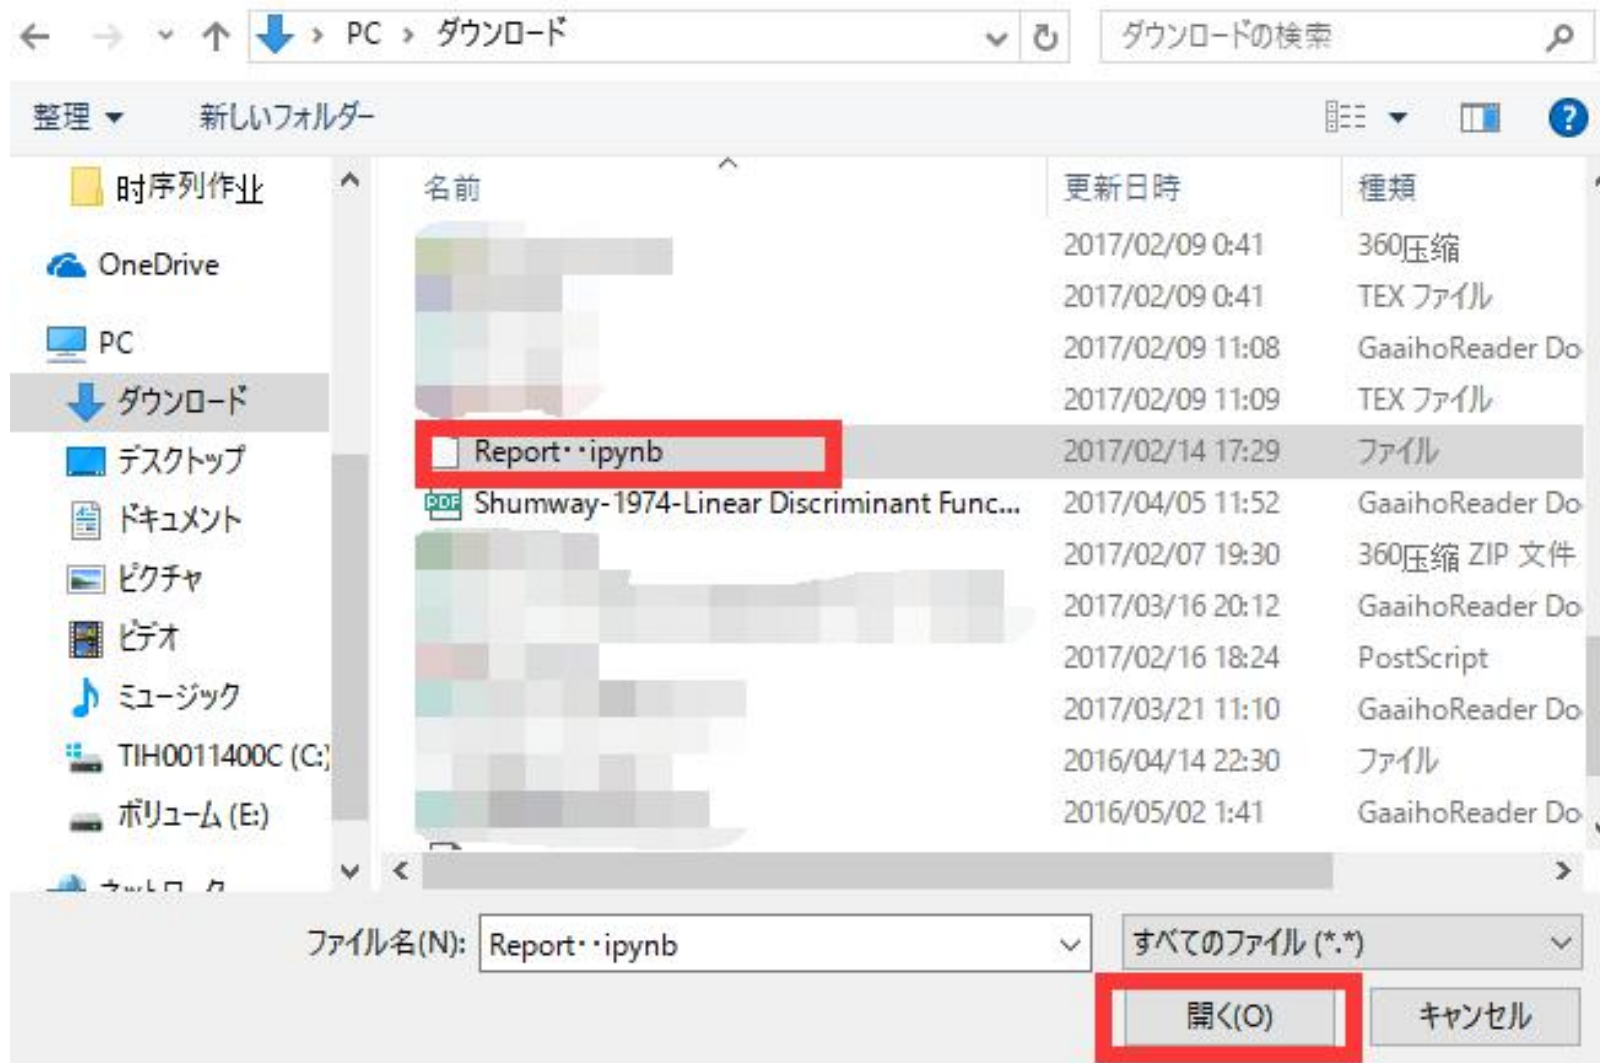 PC › ダウンロード
ダウンロードの検索
整理 新しいフォルダー
时序列作业
OneDrive
PC
ダウンロード
デスクトップ
ドキュメント
ピクチャ
ビデオ
ミュージック
TIH0011400C (C:)
ボリューム (E:)
ネットワーク
名前 更新日時 種類
2017/02/09 0:41 360压缩
2017/02/09 0:41 TEX ファイル
2017/02/09 11:08 GaaihoReader Do
2017/02/09 11:09 TEX ファイル
Report・・ipynb 2017/02/14 17:29 ファイル
PDF Shumway-1974-Linear Discriminant Func... 2017/04/05 11:52 GaaihoReader Do
2017/02/07 19:30 360压缩 ZIP 文件
2017/03/16 20:12 GaaihoReader Do
2017/02/16 18:24 PostScript
2017/03/21 11:10 GaaihoReader Do
2016/04/14 22:30 ファイル
2016/05/02 1:41 GaaihoReader Do
ファイル名(N): Report・・ipynb すべてのファイル (*.*)
開く(O) キャンセル